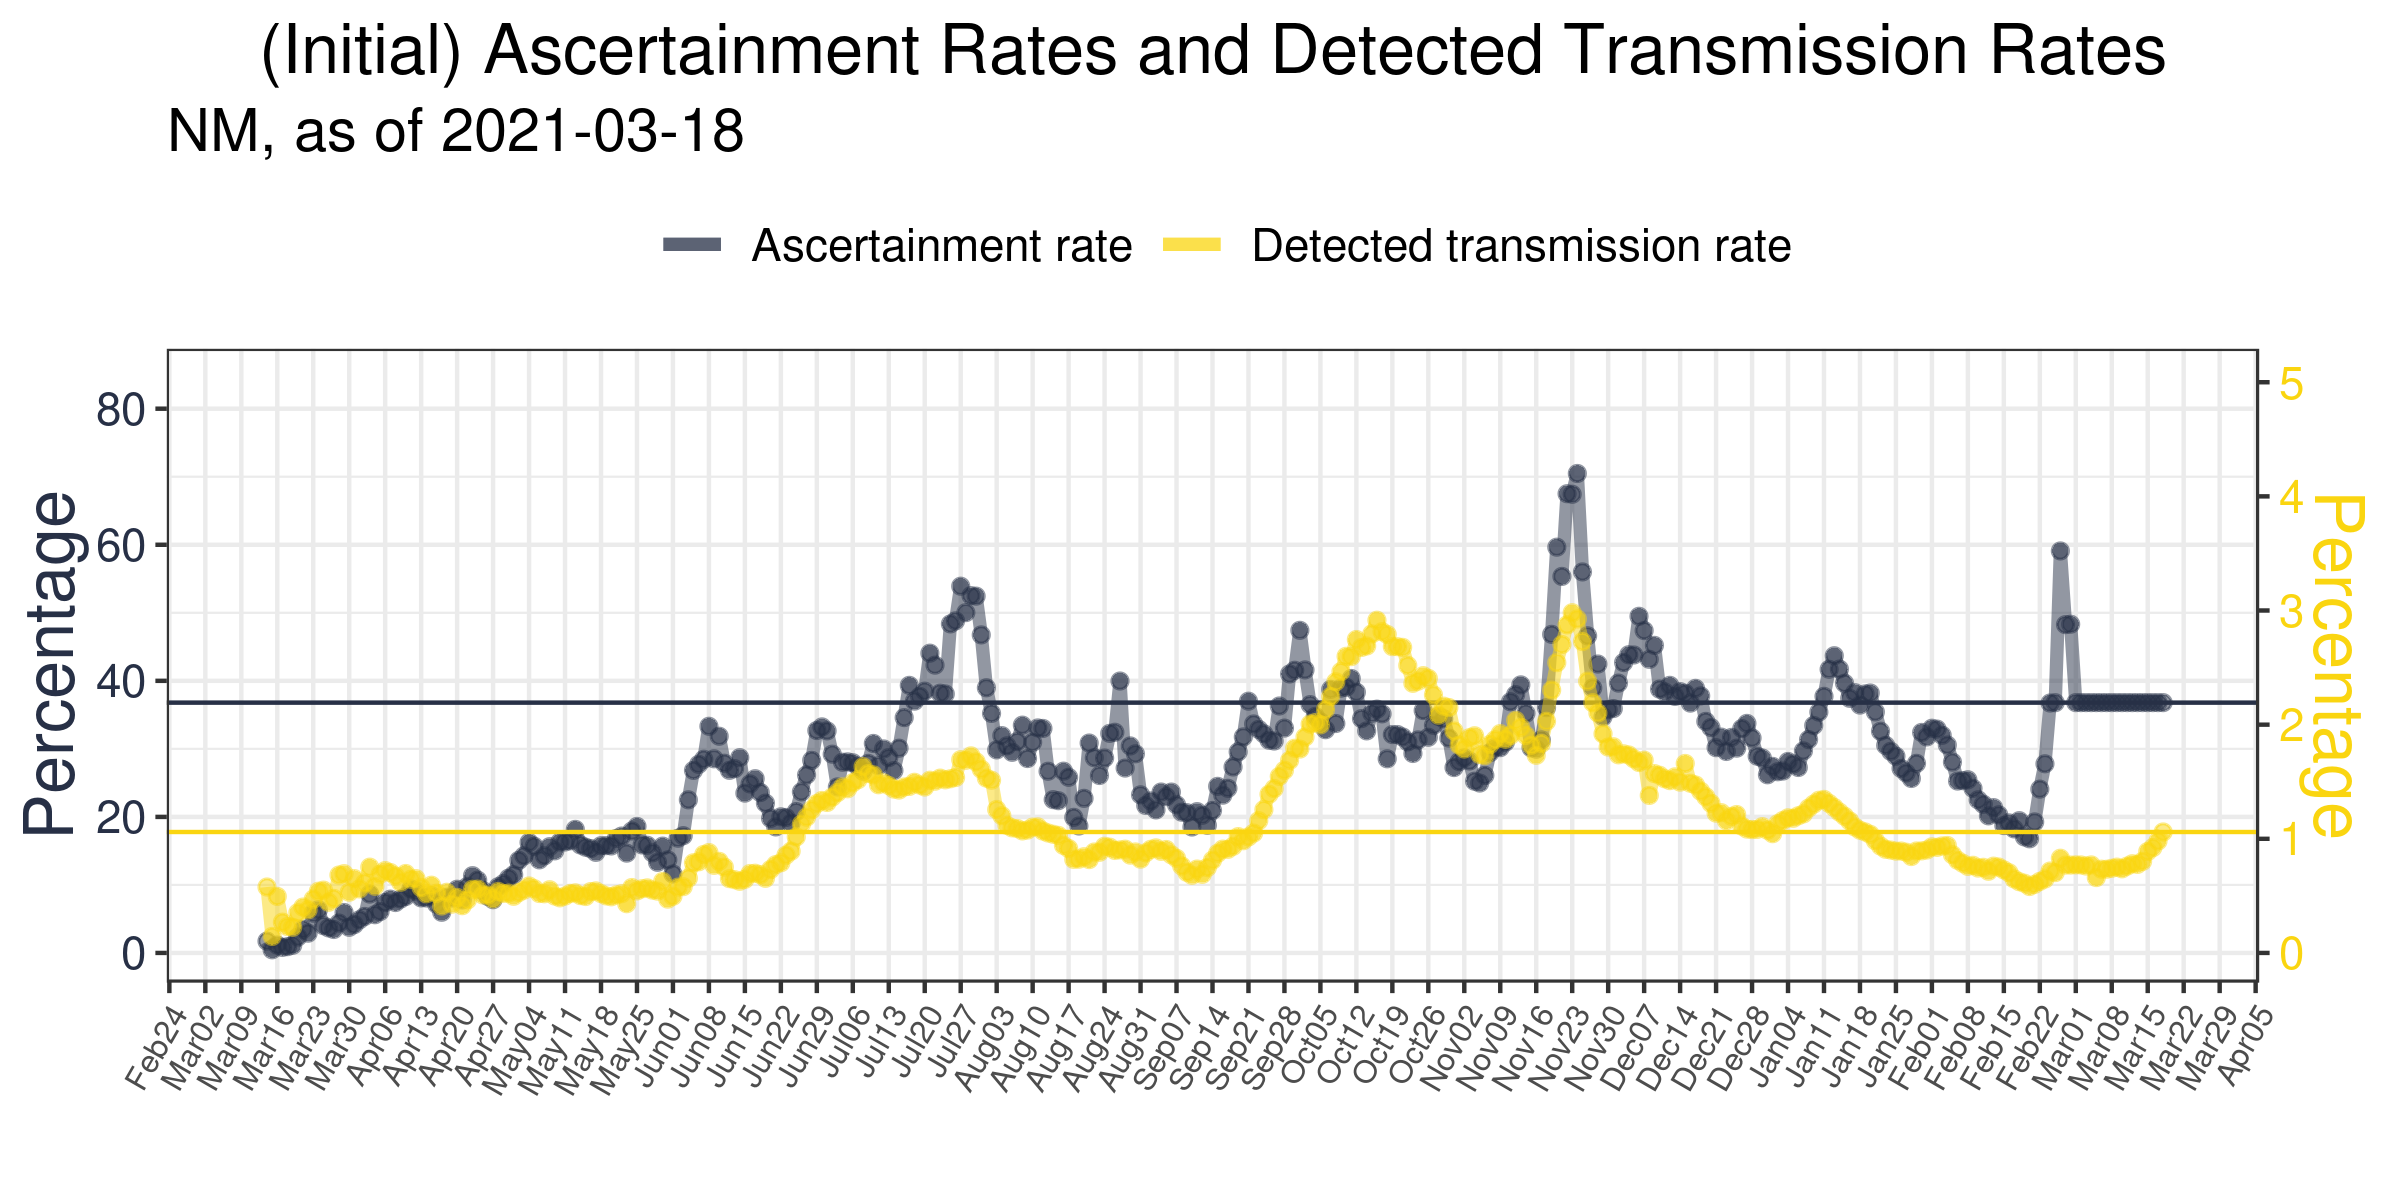 (Initial) Ascertainment Rates and Detected Transmission Rates
NM, as of 2021-03-18
Ascertainment rate Detected transmission rate
Percentage
80
60
40
20
0
5
4
3
2
1
0
Percentage
Feb24 Mar02 Mar09 Mar16 Mar23 Mar30 Apr06 Apr13 Apr20 Apr27 May04 May11 May18 May25 Jun01 Jun08 Jun15 Jun22 Jun29 Jul06 Jul13 Jul20 Jul27 Aug03 Aug10 Aug17 Aug24 Aug31 Sep07 Sep14 Sep21 Sep28 Oct05 Oct12 Oct19 Oct26 Nov02 Nov09 Nov16 Nov23 Nov30 Dec07 Dec14 Dec21 Dec28 Jan04 Jan11 Jan18 Jan25 Feb01 Feb08 Feb15 Feb22 Mar01 Mar08 Mar15 Mar22 Mar29 Apr05